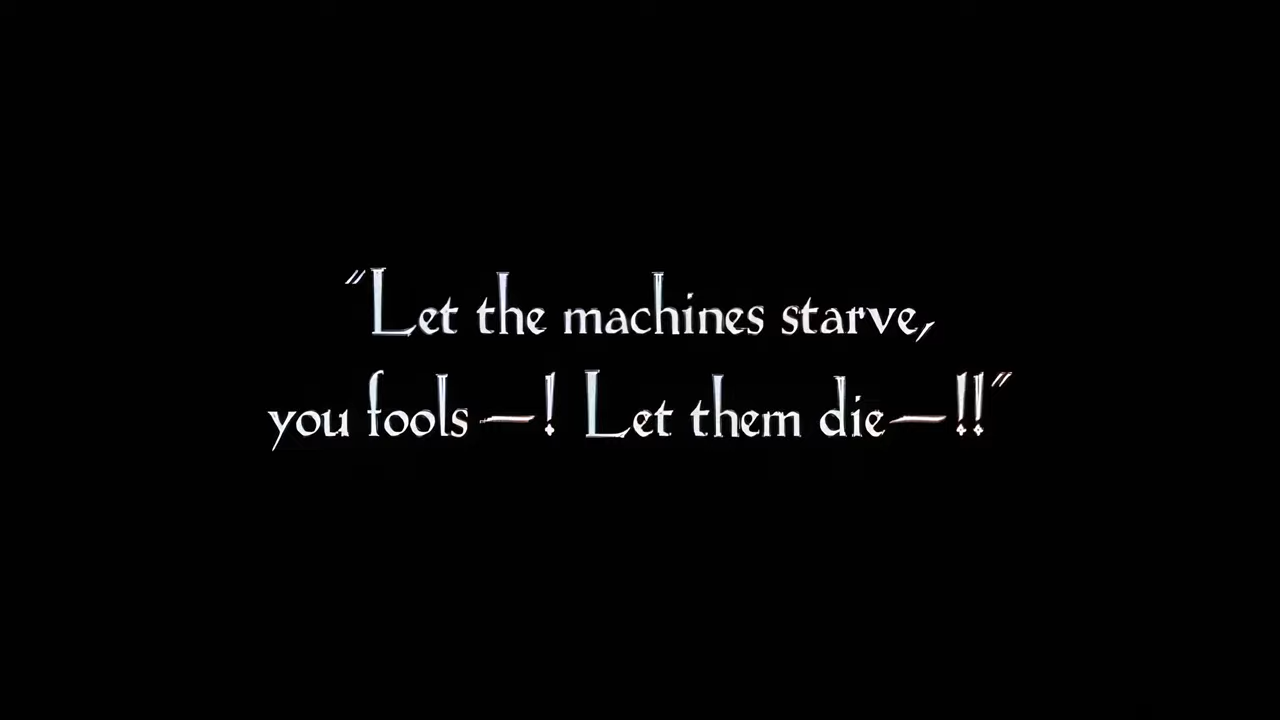 "Let the machines starve,
you fools—! Let them die—!!"